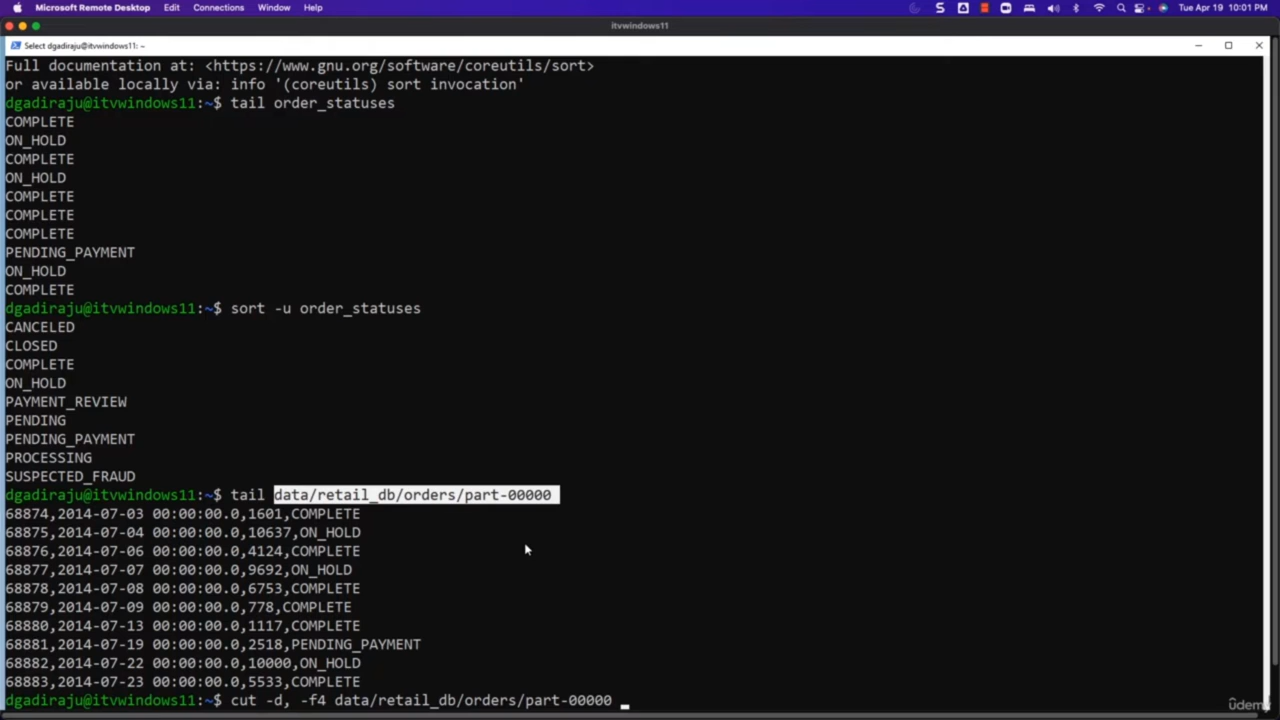 Microsoft Remote Desktop Edit Connections Window Help
Tue Apr 19 10:01 PM
itvwindows11
Select dgadiraju@itvwindows11: ~
Full documentation at: <https://www.gnu.org/software/coreutils/sort>
or available locally via: info '(coreutils) sort invocation'
dgadiraju@itvwindows11:~$ tail order_statuses
COMPLETE
ON_HOLD
COMPLETE
ON_HOLD
COMPLETE
COMPLETE
COMPLETE
PENDING_PAYMENT
ON_HOLD
COMPLETE
dgadiraju@itvwindows11:~$ sort -u order_statuses
CANCELED
CLOSED
COMPLETE
ON_HOLD
PAYMENT_REVIEW
PENDING
PENDING_PAYMENT
PROCESSING
SUSPECTED_FRAUD
dgadiraju@itvwindows11:~$ tail data/retail_db/orders/part-00000
68874,2014-07-03 00:00:00.0,1601,COMPLETE
68875,2014-07-04 00:00:00.0,10637,ON_HOLD
68876,2014-07-06 00:00:00.0,4124,COMPLETE
68877,2014-07-07 00:00:00.0,9692,ON_HOLD
68878,2014-07-08 00:00:00.0,6753,COMPLETE
68879,2014-07-09 00:00:00.0,778,COMPLETE
68880,2014-07-13 00:00:00.0,1117,COMPLETE
68881,2014-07-19 00:00:00.0,2518,PENDING_PAYMENT
68882,2014-07-22 00:00:00.0,10000,ON_HOLD
68883,2014-07-23 00:00:00.0,5533,COMPLETE
dgadiraju@itvwindows11:~$ cut -d, -f4 data/retail_db/orders/part-00000
ûdemy